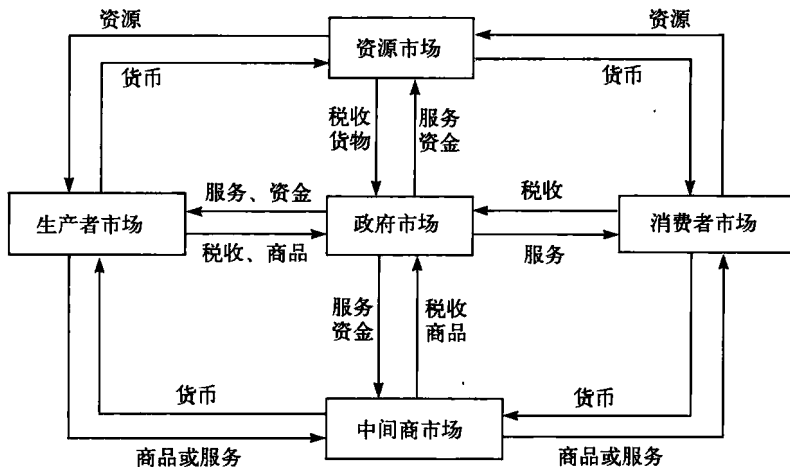 资源
资源
资源市场
货币
货币
税收
货物
服务
资金
服务、资金
税收
生产者市场
政府市场
消费者市场
税收、商品
服务
服务
资金
税收
商品
货币
货币
中间商市场
商品或服务
商品或服务